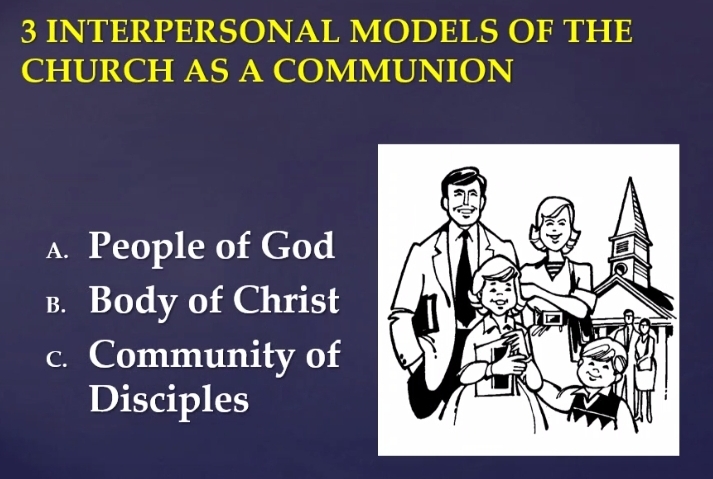 3 INTERPERSONAL MODELS OF THE
CHURCH AS A COMMUNION
A. People of God
B. Body of Christ
C. Community of
Disciples